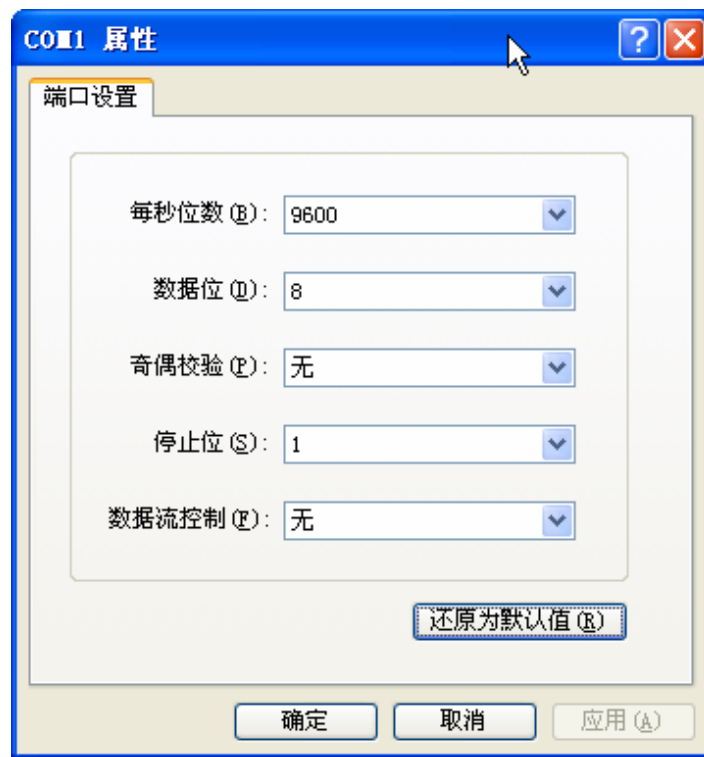 COM1 属性
端口设置
每秒位数(B): 9600
数据位(D): 8
奇偶校验(P): 无
停止位(S): 1
数据流控制(F): 无
还原为默认值(R)
确定 取消 应用(A)